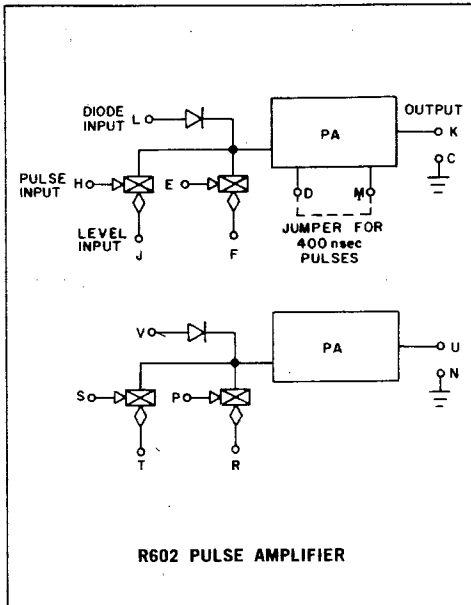 DIODE INPUT L
PA
OUTPUT
K
C
PULSE INPUT H
E
D
M
LEVEL INPUT
J
F
JUMPER FOR
400 nsec
PULSES
V
PA
U
N
S
P
T
R
R602 PULSE AMPLIFIER